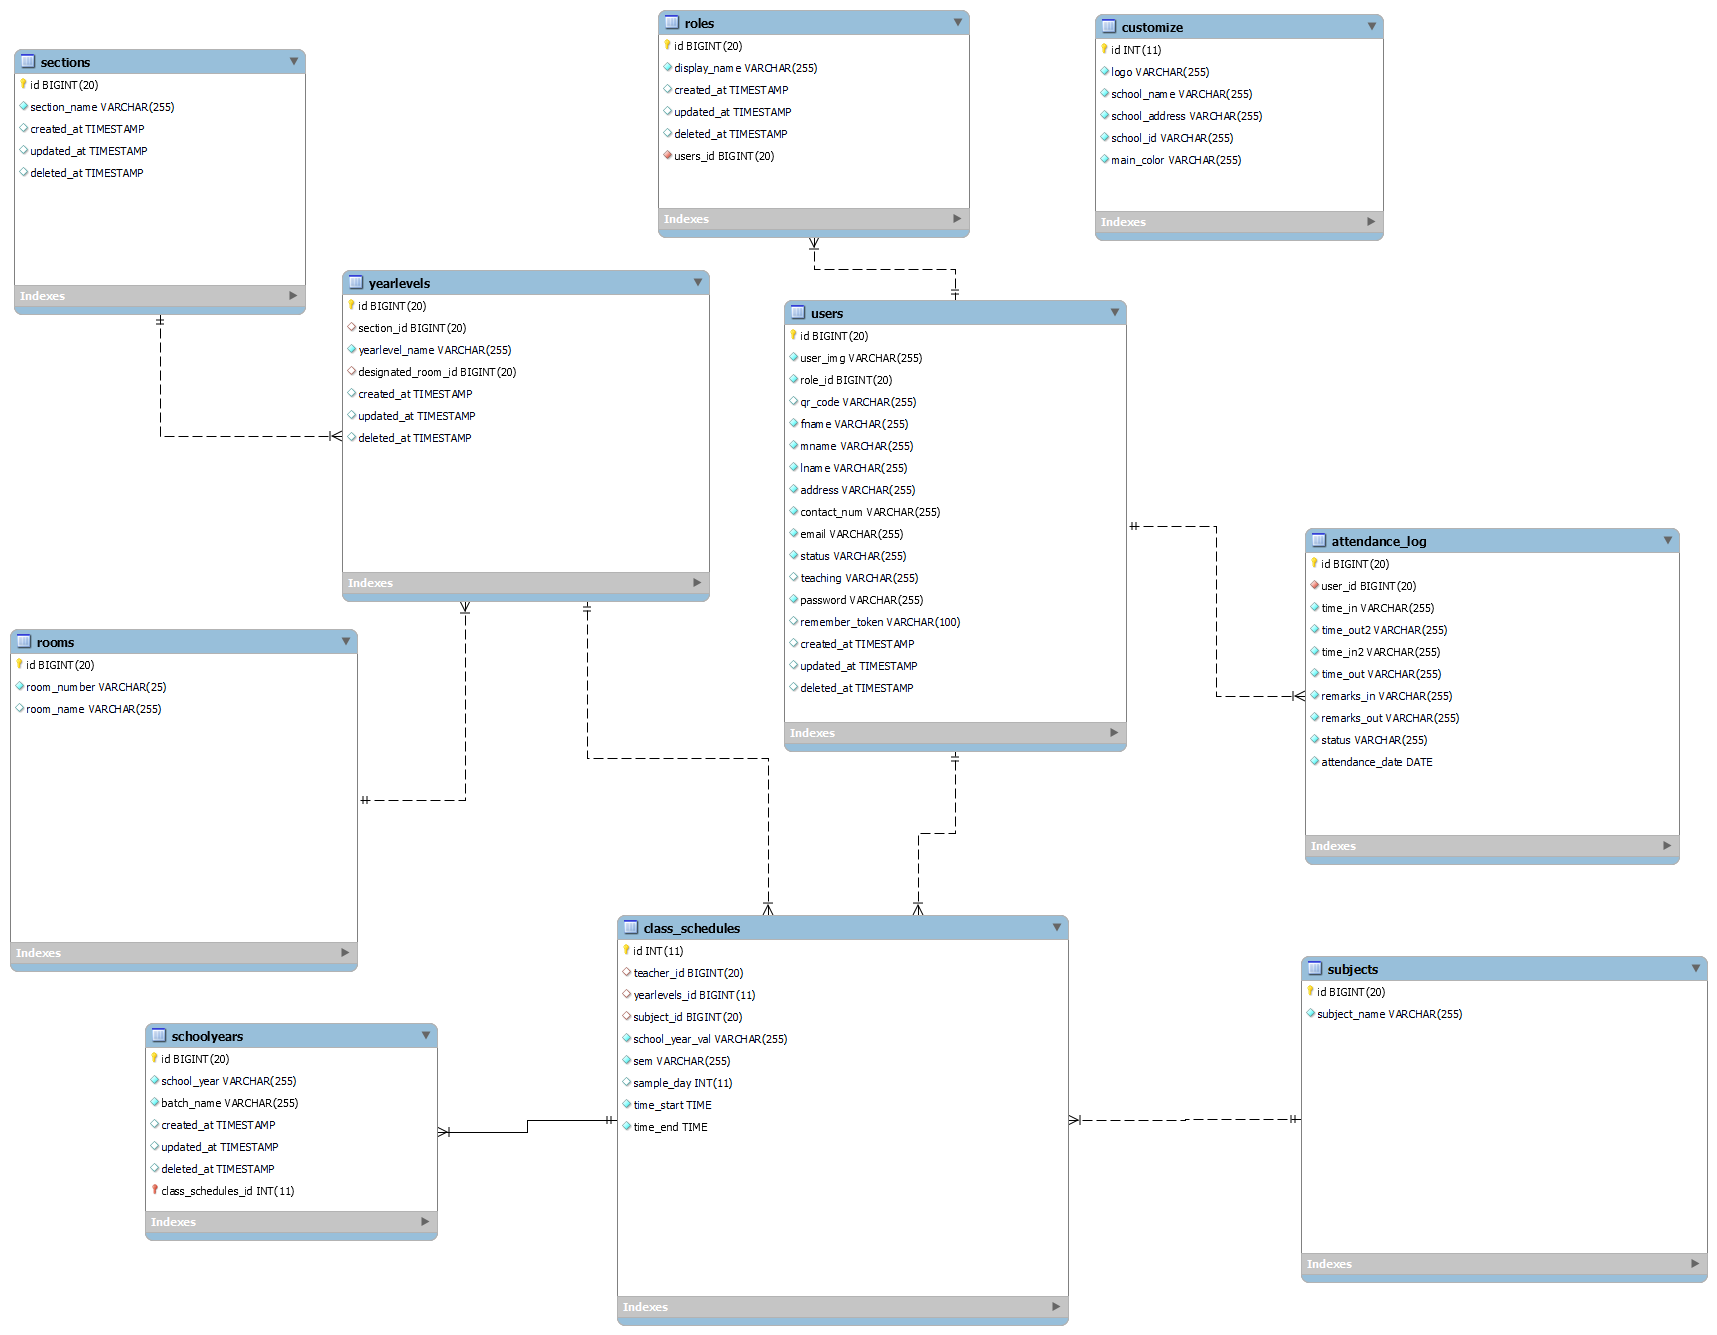 roles
id BIGINT(20)
display_name VARCHAR(255)
created_at TIMESTAMP
updated_at TIMESTAMP
deleted_at TIMESTAMP
users_id BIGINT(20)
Indexes
customize
id INT(11)
logo VARCHAR(255)
school_name VARCHAR(255)
school_address VARCHAR(255)
school_id VARCHAR(255)
main_color VARCHAR(255)
Indexes
sections
id BIGINT(20)
section_name VARCHAR(255)
created_at TIMESTAMP
updated_at TIMESTAMP
deleted_at TIMESTAMP
Indexes
yearlevels
id BIGINT(20)
section_id BIGINT(20)
yearlevel_name VARCHAR(255)
designated_room_id BIGINT(20)
created_at TIMESTAMP
updated_at TIMESTAMP
deleted_at TIMESTAMP
Indexes
users
id BIGINT(20)
user_img VARCHAR(255)
role_id BIGINT(20)
qr_code VARCHAR(255)
fname VARCHAR(255)
mname VARCHAR(255)
lname VARCHAR(255)
address VARCHAR(255)
contact_num VARCHAR(255)
email VARCHAR(255)
status VARCHAR(255)
teaching VARCHAR(255)
password VARCHAR(255)
remember_token VARCHAR(100)
created_at TIMESTAMP
updated_at TIMESTAMP
deleted_at TIMESTAMP
Indexes
attendance_log
id BIGINT(20)
user_id BIGINT(20)
time_in VARCHAR(255)
time_out2 VARCHAR(255)
time_in2 VARCHAR(255)
time_out VARCHAR(255)
remarks_in VARCHAR(255)
remarks_out VARCHAR(255)
status VARCHAR(255)
attendance_date DATE
Indexes
rooms
id BIGINT(20)
room_number VARCHAR(25)
room_name VARCHAR(255)
Indexes
class_schedules
id INT(11)
teacher_id BIGINT(20)
yearlevels_id BIGINT(11)
subject_id BIGINT(20)
school_year_val VARCHAR(255)
sem VARCHAR(255)
sample_day INT(11)
time_start TIME
time_end TIME
Indexes
subjects
id BIGINT(20)
subject_name VARCHAR(255)
Indexes
schoolyears
id BIGINT(20)
school_year VARCHAR(255)
batch_name VARCHAR(255)
created_at TIMESTAMP
updated_at TIMESTAMP
deleted_at TIMESTAMP
class_schedules_id INT(11)
Indexes